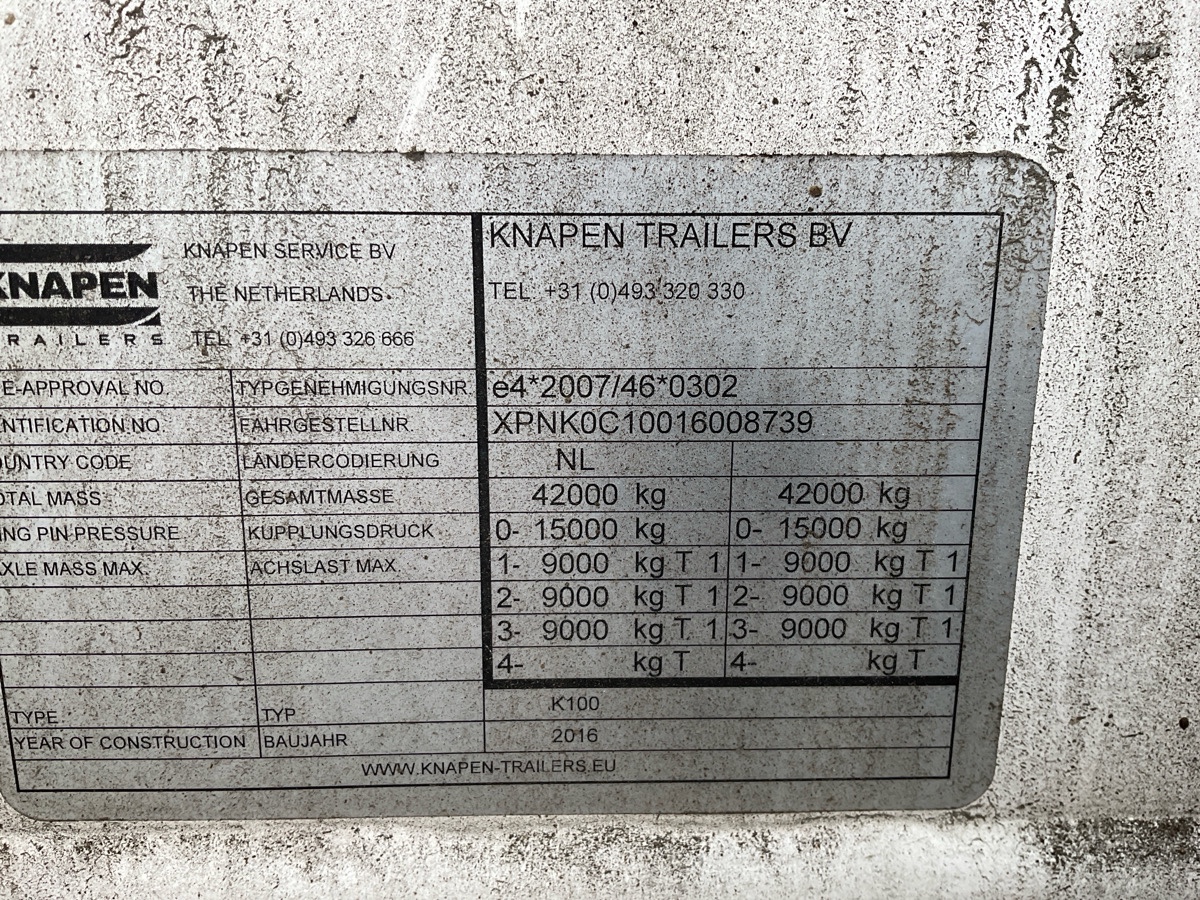 KNAPEN
TRAILERS
KNAPEN SERVICE BV
THE NETHERLANDS
TEL: +31 (0)493 326 666
KNAPEN TRAILERS BV
TEL: +31 (0)493 320 330
E-APPROVAL NO. TYPGENEHMIGUNGSNR e4*2007/46*0302
NTIFICATION NO. FAHRGESTELLNR. XPNK0C10016008739
OUNTRY CODE LÄNDERCODIERUNG NL
OTAL MASS GESAMTMASSE 42000 kg 42000 kg
ING PIN PRESSURE KUPPLUNGSDRUCK 0- 15000 kg 0- 15000 kg
XLE MASS MAX. ACHSLAST MAX. 1- 9000 kg T 1 1- 9000 kg T 1
2- 9000 kg T 1 2- 9000 kg T 1
3- 9000 kg T 1 3- 9000 kg T 1
4- kg T 4- kg T
TYPE TYP K100
YEAR OF CONSTRUCTION BAUJAHR 2016
WWW.KNAPEN-TRAILERS.EU